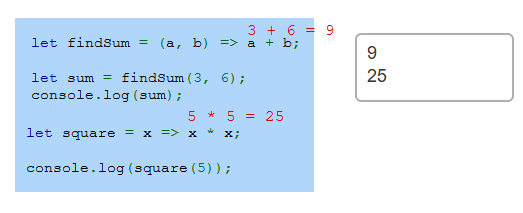 3 + 6 = 9
let findSum = (a, b) => a + b;
let sum = findSum(3, 6);
console.log(sum);
5 * 5 = 25
let square = x => x * x;
console.log(square(5));
9
25